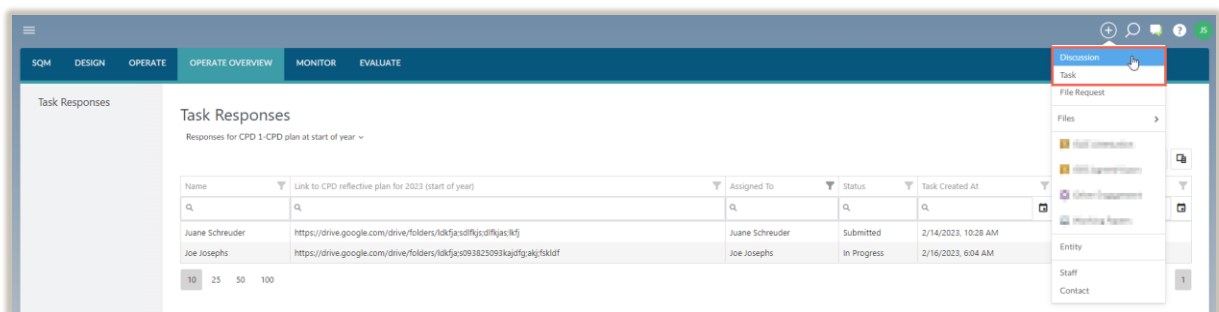 JS
SQM DESIGN OPERATE OPERATE OVERVIEW MONITOR EVALUATE
Discussion
Task
File Request
Files
Entity
Staff
Contact
Task Responses
Task Responses
Responses for CPD 1-CPD plan at start of year
Name Link to CPD reflective plan for 2023 (start of year) Assigned To Status Task Created At
Juane Schreuder https://drive.google.com/drive/folders/ldkfja;sdlfkjs;dlfkjas;lkfj Juane Schreuder Submitted 2/14/2023, 10:28 AM
Joe Josephs https://drive.google.com/drive/folders/ldkfja;s093825093kajdfg;akj;fskldf Joe Josephs In Progress 2/16/2023, 6:04 AM
10 25 50 100 1